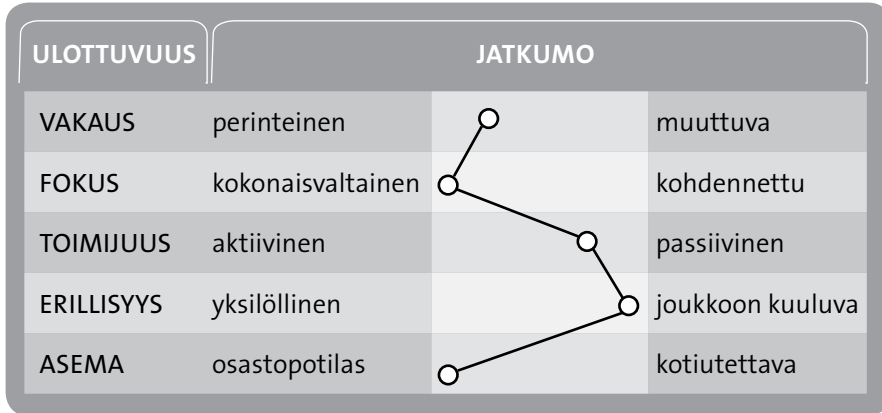 ULOTTUVUUS JATKUMO
VAKAUS perinteinen muuttuva
FOKUS kokonaisvaltainen kohdennettu
TOIMIJUUS aktiivinen passiivinen
ERILLISYYS yksilöllinen joukkoon kuuluva
ASEMA osastopotilas kotiutettava